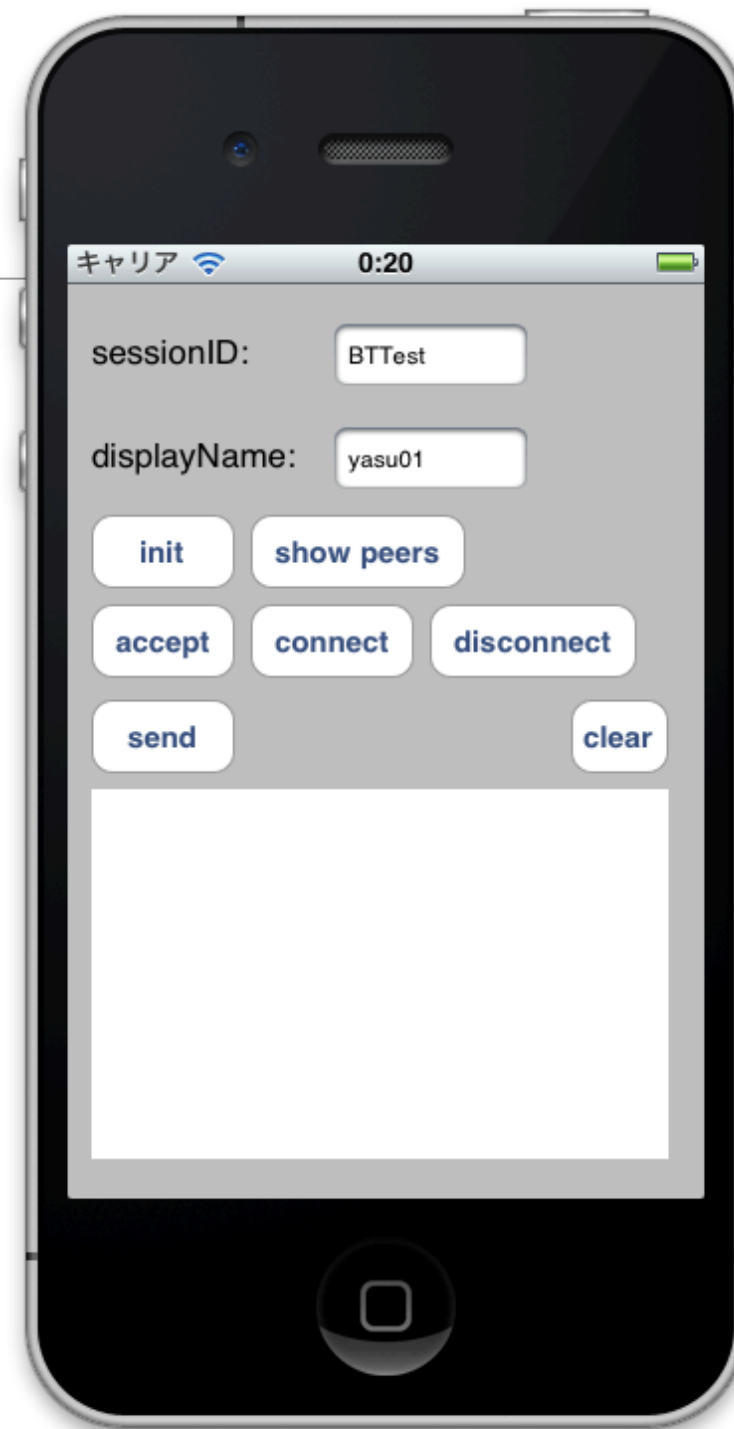 キャリア 0:20
sessionID: BTTest
displayName: yasu01
init show peers
accept connect disconnect
send clear